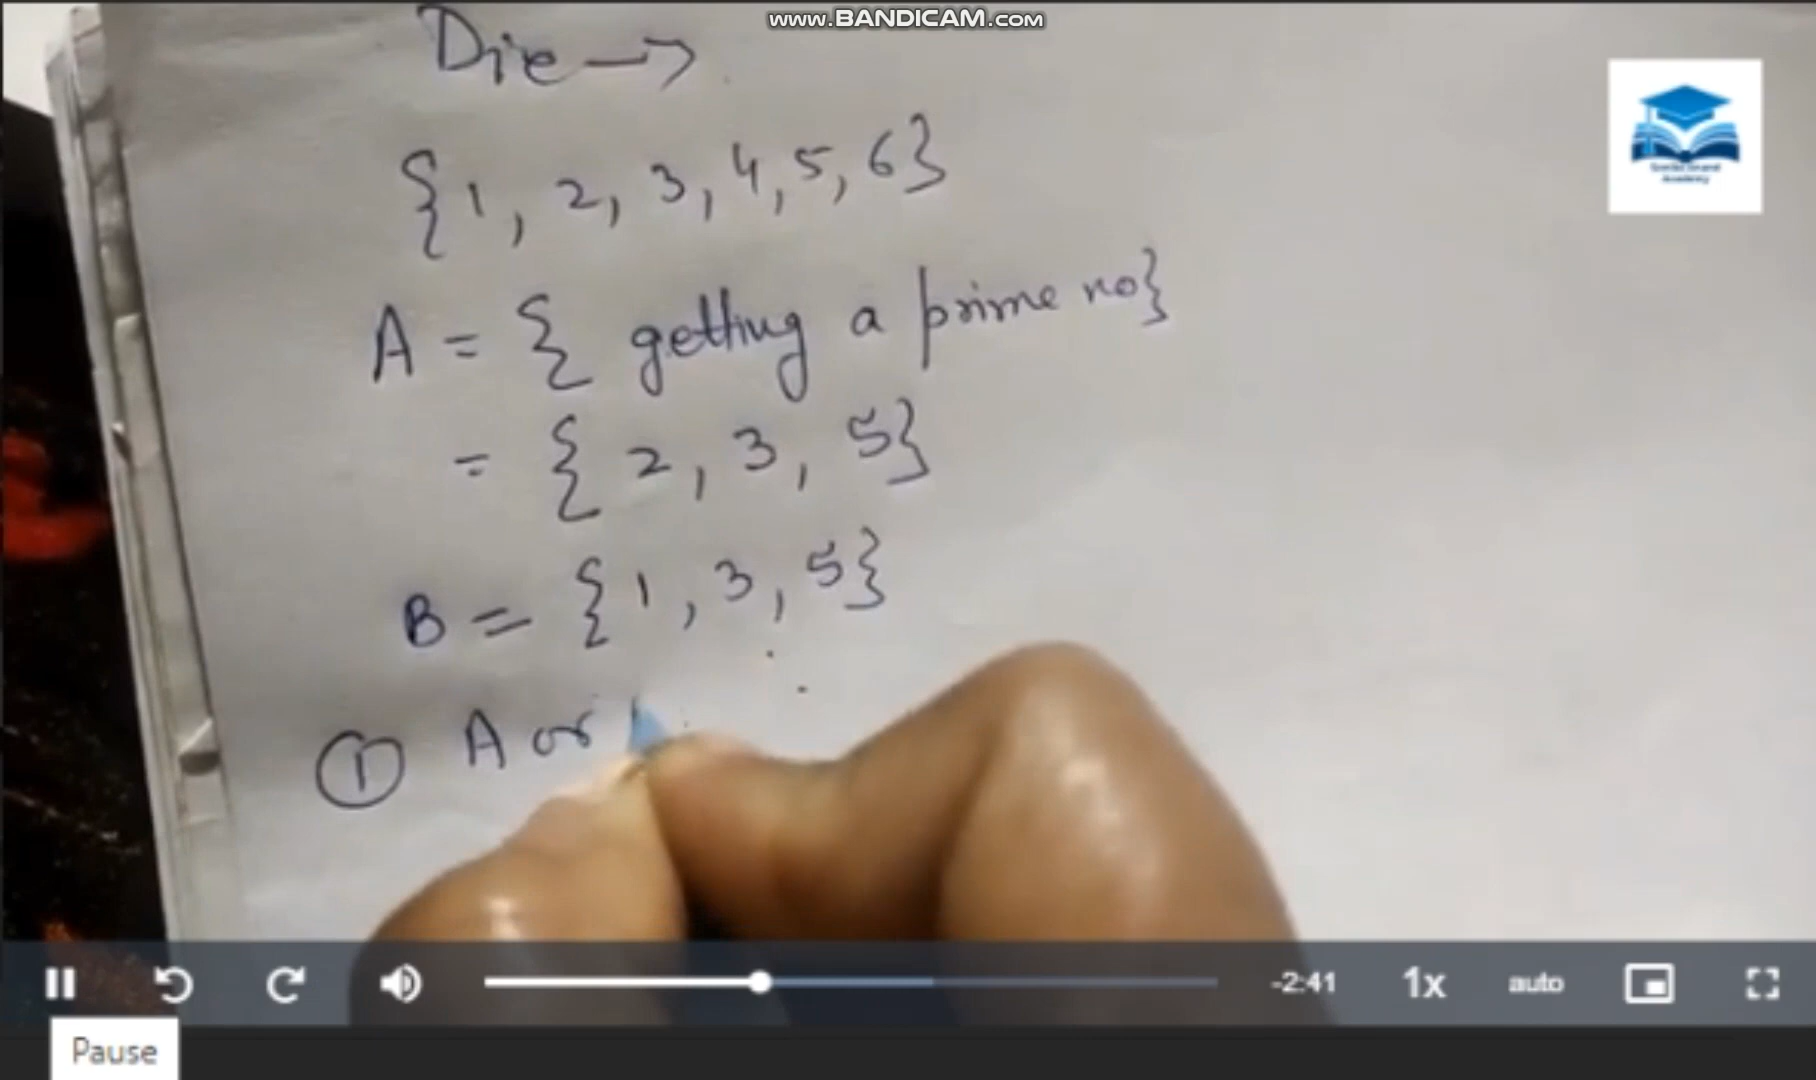 www.BANDICAM.com
Die →
{1, 2, 3, 4, 5, 6}
A = { getting a prime no}
= { 2, 3, 5}
B = {1, 3, 5}
① A or
-2:41
1x
auto
Pause